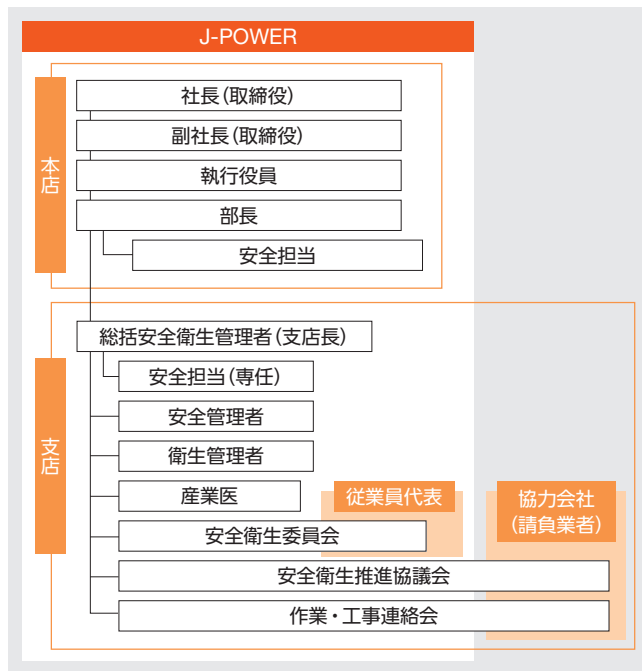 J-POWER
本店
社長(取締役)
副社長(取締役)
執行役員
部長
安全担当
支店
総括安全衛生管理者(支店長)
安全担当(専任)
安全管理者
衛生管理者
産業医
従業員代表
協力会社
(請負業者)
安全衛生委員会
安全衛生推進協議会
作業・工事連絡会